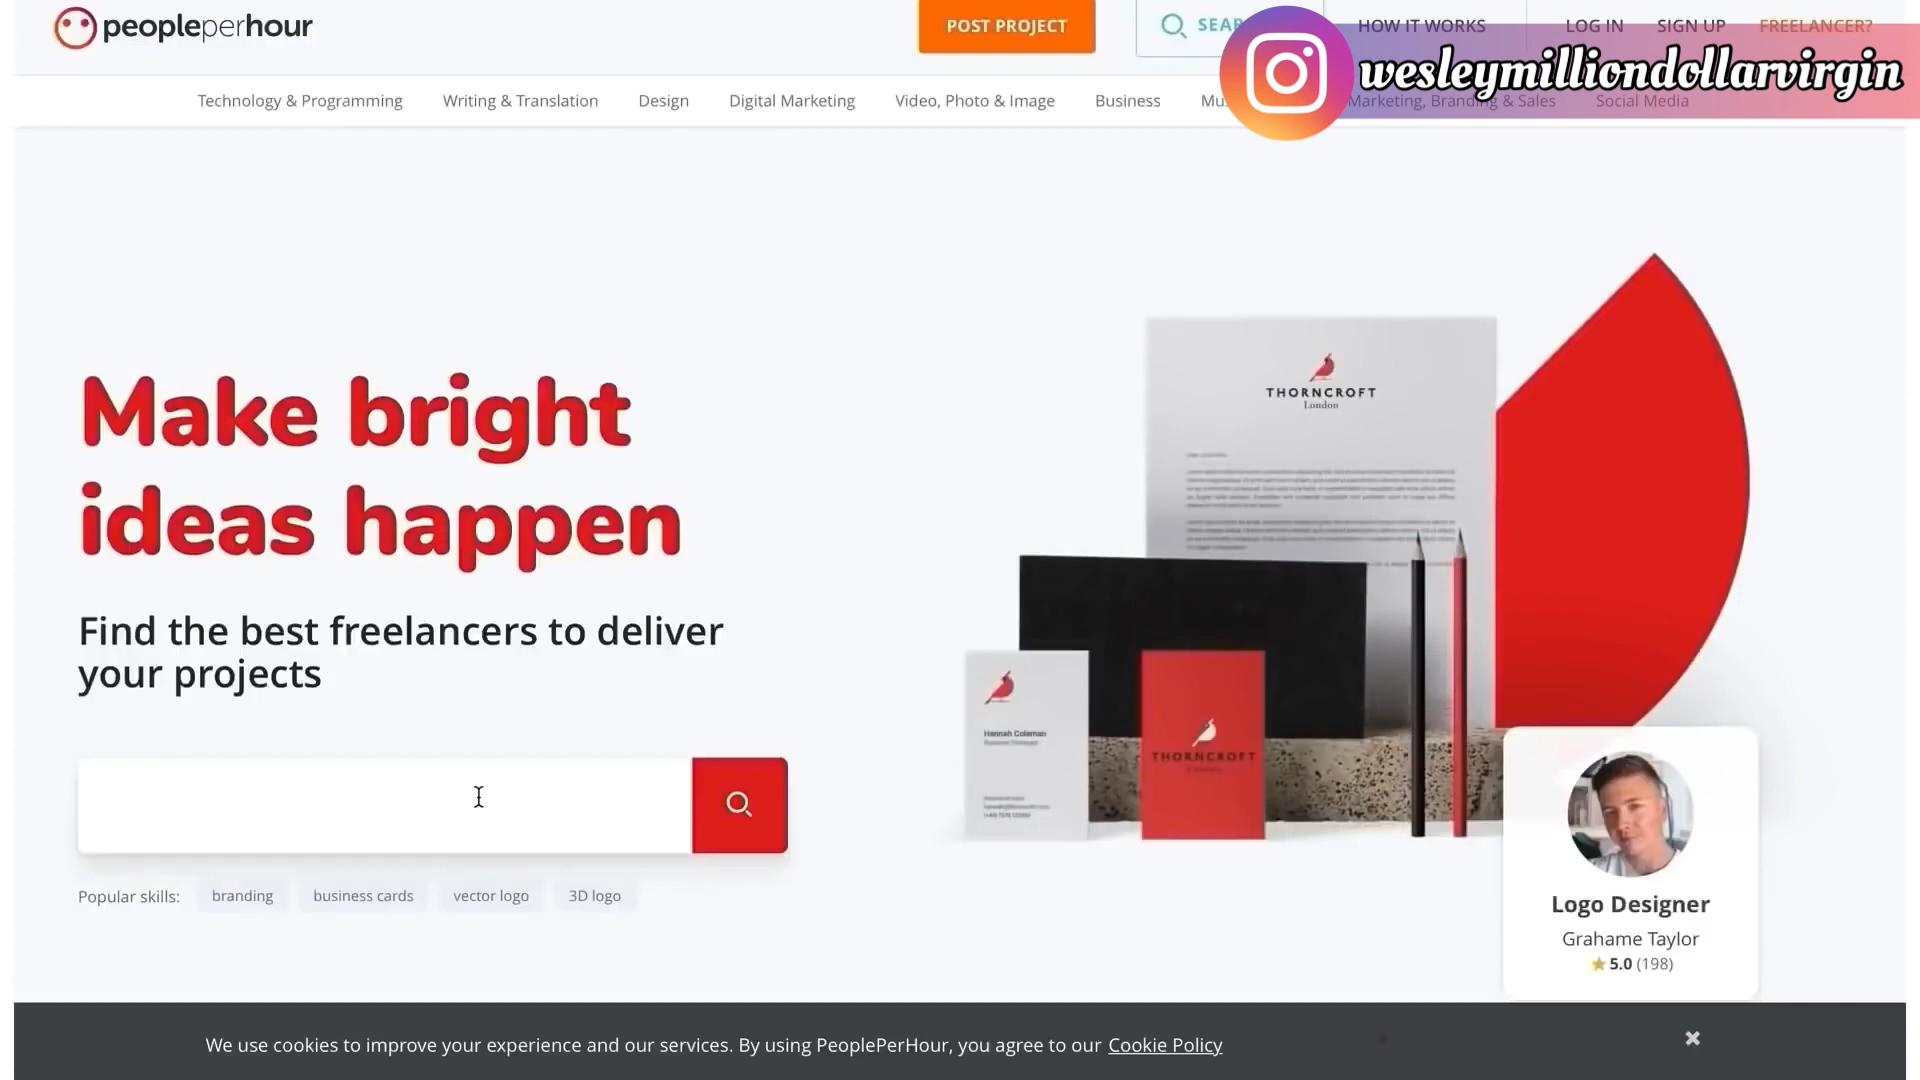 peopleperhour
POST PROJECT
HOW IT WORKS
LOG IN
SIGN UP
FREELANCER?
wesleymilliondollarvirgin
Technology & Programming
Writing & Translation
Design
Digital Marketing
Video, Photo & Image
Business
Marketing, Branding & Sales
Social Media
Make bright
ideas happen
Find the best freelancers to deliver
your projects
Popular skills:
branding
business cards
vector logo
3D logo
THORNCROFT
London
Hannah Coleman
THORNCROFT
Logo Designer
Grahame Taylor
5.0 (198)
We use cookies to improve your experience and our services. By using PeoplePerHour, you agree to our Cookie Policy